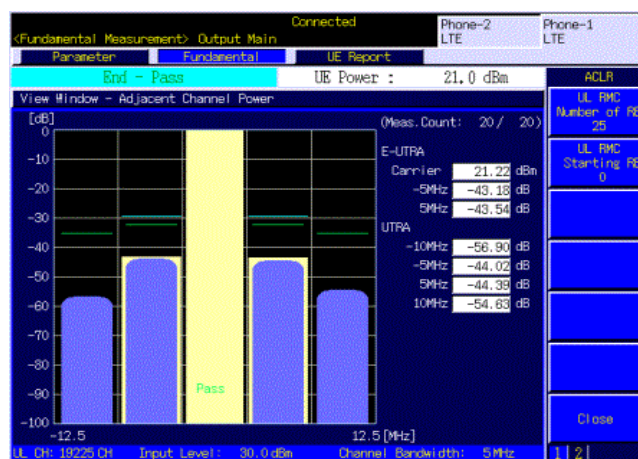 Connected
Phone-2
LTE
Phone-1
LTE
<Fundamental Measurement> Output Main
Parameter
Fundamental
UE Report
End - Pass
UE Power : 21.0 dBm
ACLR
View Window - Adjacent Channel Power
UL RMC
Number of RB
25
UL RMC
Starting RB
0
Close
1 2
[dB]
(Meas.Count: 20/ 20)
0
-10
-20
-30
-40
-50
-60
-70
-80
-90
-100
E-UTRA
Carrier 21.22 dBm
-5MHz -43.18 dB
5MHz -43.54 dB
UTRA
-10MHz -56.90 dB
-5MHz -44.02 dB
5MHz -44.39 dB
10MHz -54.63 dB
Pass
-12.5
12.5 [MHz]
UL CH: 19225 CH Input Level: 30.0 dBm Channel Bandwidth: 5 MHz